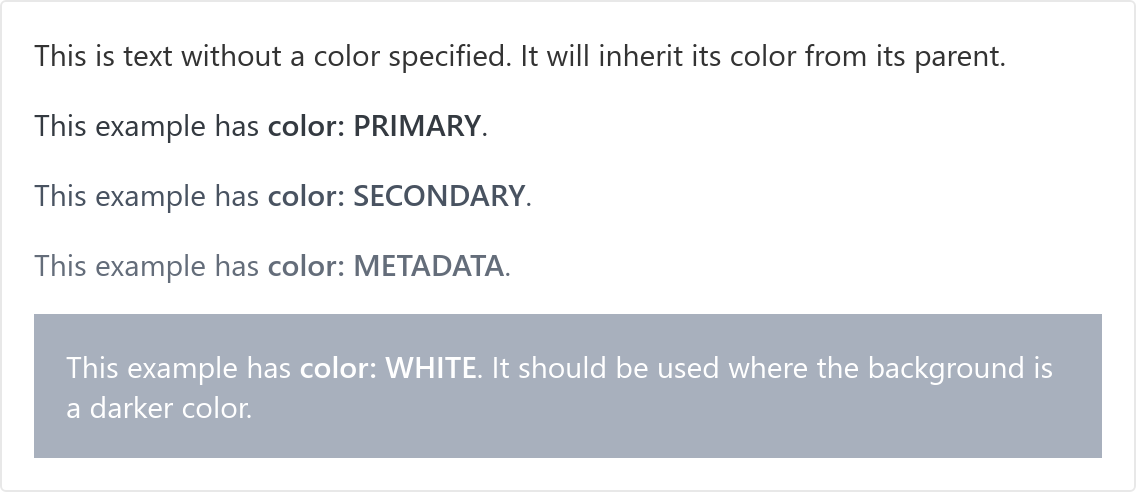 This is text without a color specified. It will inherit its color from its parent.
This example has color: PRIMARY.
This example has color: SECONDARY.
This example has color: METADATA.
This example has color: WHITE. It should be used where the background is
a darker color.